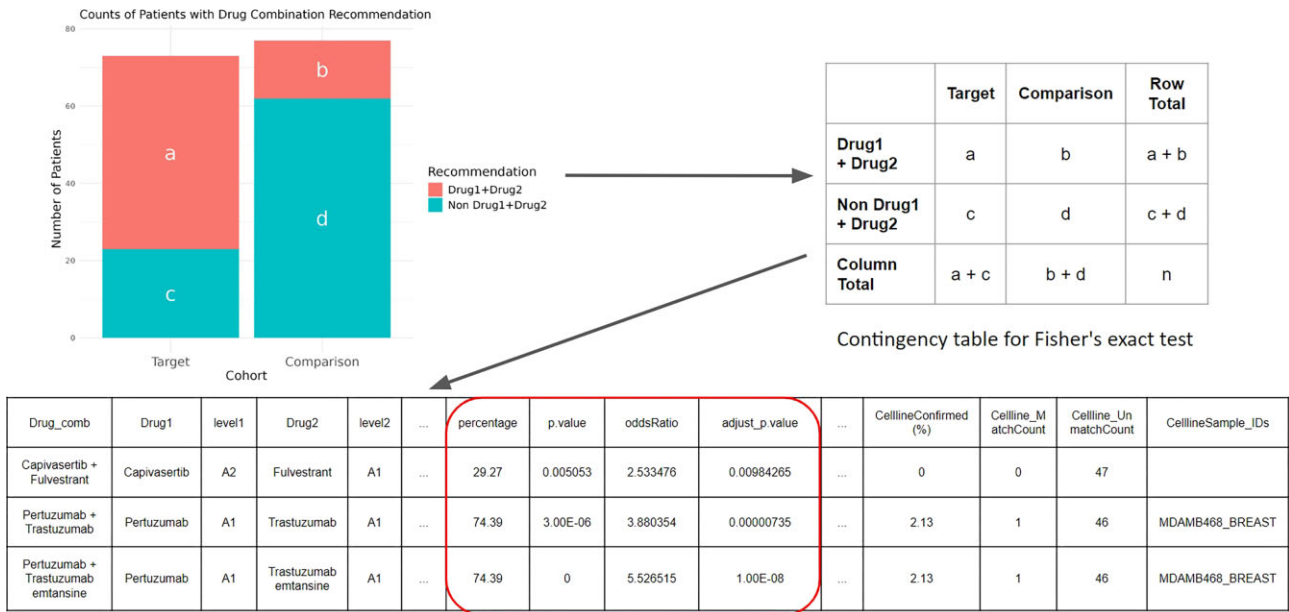 Counts of Patients with Drug Combination Recommendation
80
60
40
20
0
Number of Patients
a
b
c
d
Target
Comparison
Cohort
Recommendation
Drug1+Drug2
Non Drug1+Drug2
Target Comparison Row Total
Drug1 + Drug2 a b a + b
Non Drug1 + Drug2 c d c + d
Column Total a + c b + d n
Contingency table for Fisher's exact test
Drug_comb Drug1 level1 Drug2 level2 ... percentage p.value oddsRatio adjust_p.value ... CelllineConfirmed (%) Cellline_MatchCount Cellline_UnmatchCount CelllineSample_IDs
Capivasertib + Fulvestrant Capivasertib A2 Fulvestrant A1 ... 29.27 0.005053 2.533476 0.00984265 ... 0 0 47
Pertuzumab + Trastuzumab Pertuzumab A1 Trastuzumab A1 ... 74.39 3.00E-06 3.880354 0.00000735 ... 2.13 1 46 MDAMB468_BREAST
Pertuzumab + Trastuzumab emtansine Pertuzumab A1 Trastuzumab emtansine A1 ... 74.39 0 5.526515 1.00E-08 ... 2.13 1 46 MDAMB468_BREAST